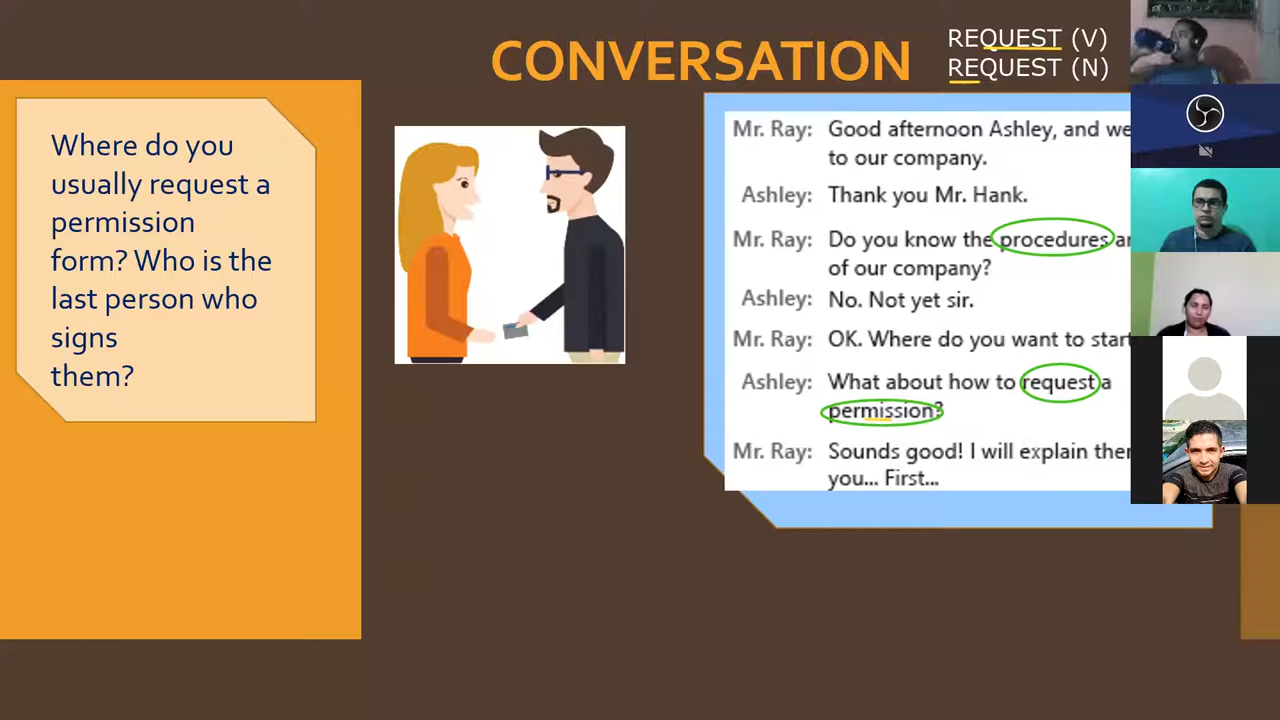 CONVERSATION
REQUEST (V)
REQUEST (N)
Where do you
usually request a
permission
form? Who is the
last person who
signs
them?
Mr. Ray: Good afternoon Ashley, and
to our company.
Ashley: Thank you Mr. Hank.
Mr. Ray: Do you know the procedures
of our company?
Ashley: No. Not yet sir.
Mr. Ray: OK. Where do you want to start
Ashley: What about how to request a
permission?
Mr. Ray: Sounds good! I will explain
you... First...